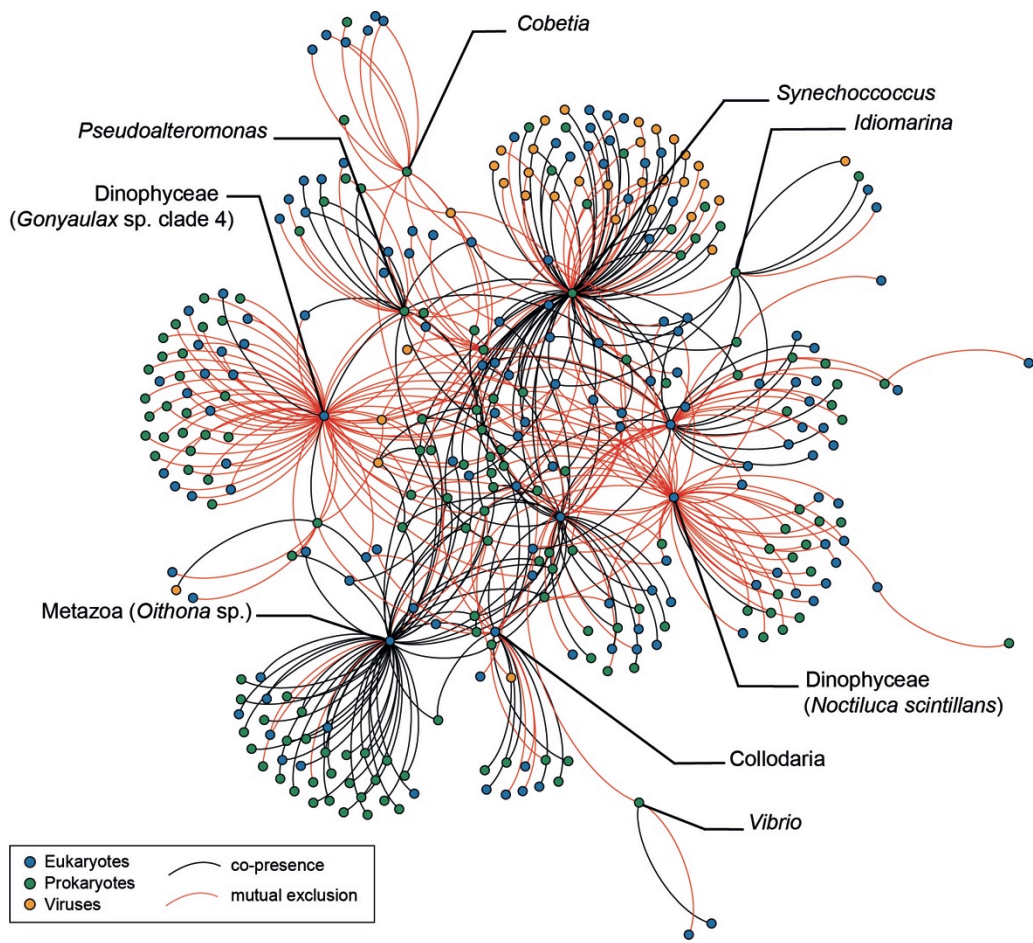 Cobetia
Synechoccoccus
Pseudoalteromonas
Idiomarina
Dinophyceae
(Gonyaulax sp. clade 4)
Metazoa (Oithona sp.)
Dinophyceae
(Noctiluca scintillans)
Collodaria
Vibrio
Eukaryotes
Prokaryotes
Viruses
co-presence
mutual exclusion